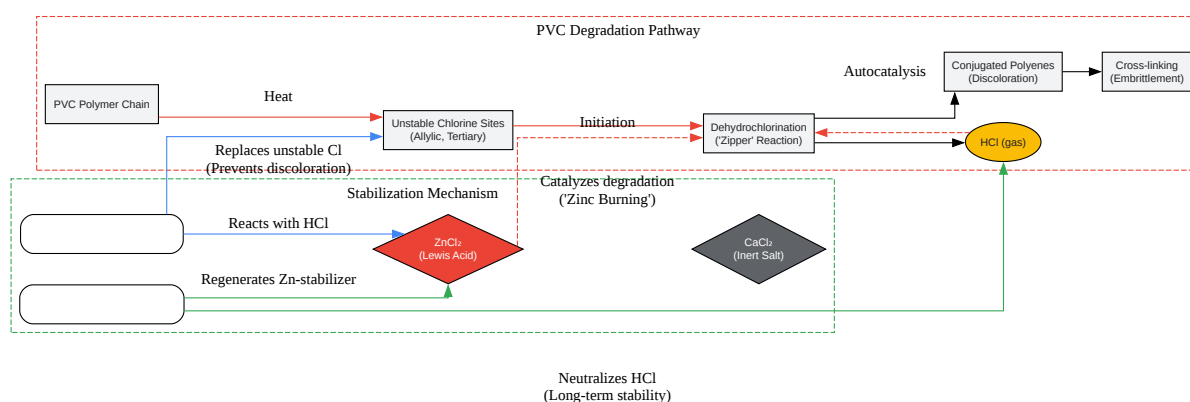 PVC Degradation Pathway
PVC Polymer Chain
Heat
Unstable Chlorine Sites
(Allylic, Tertiary)
Initiation
Dehydrochlorination
('Zipper' Reaction)
Autocatalysis
Conjugated Polyenes
(Discoloration)
Cross-linking
(Embrittlement)
HCl (gas)
Replaces unstable Cl
(Prevents discoloration)
Stabilization Mechanism
Catalyzes degradation
('Zinc Burning')
Reacts with HCl
ZnCl₂
(Lewis Acid)
CaCl₂
(Inert Salt)
Regenerates Zn-stabilizer
Neutralizes HCl
(Long-term stability)